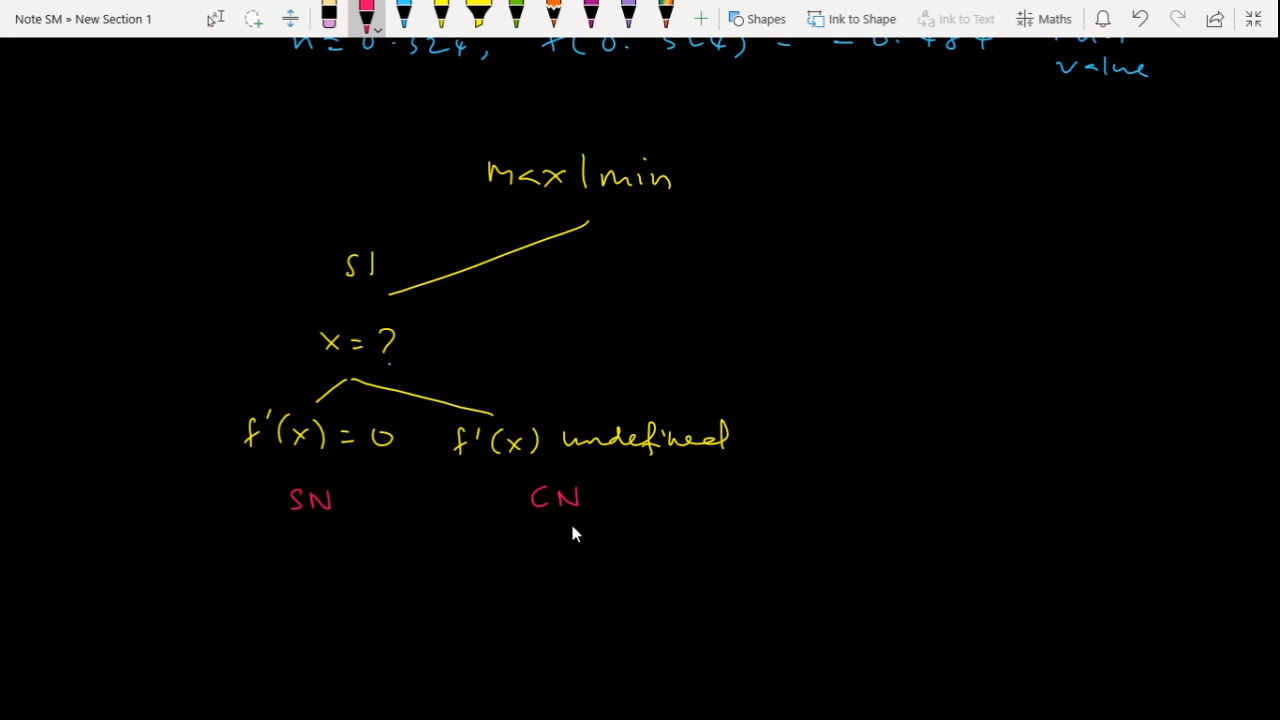 Note SM » New Section 1
Shapes
Ink to Shape
Ink to Text
Maths
value
max/min
S1
x = ?
f'(x) = 0
f'(x) undefined
SN
CN